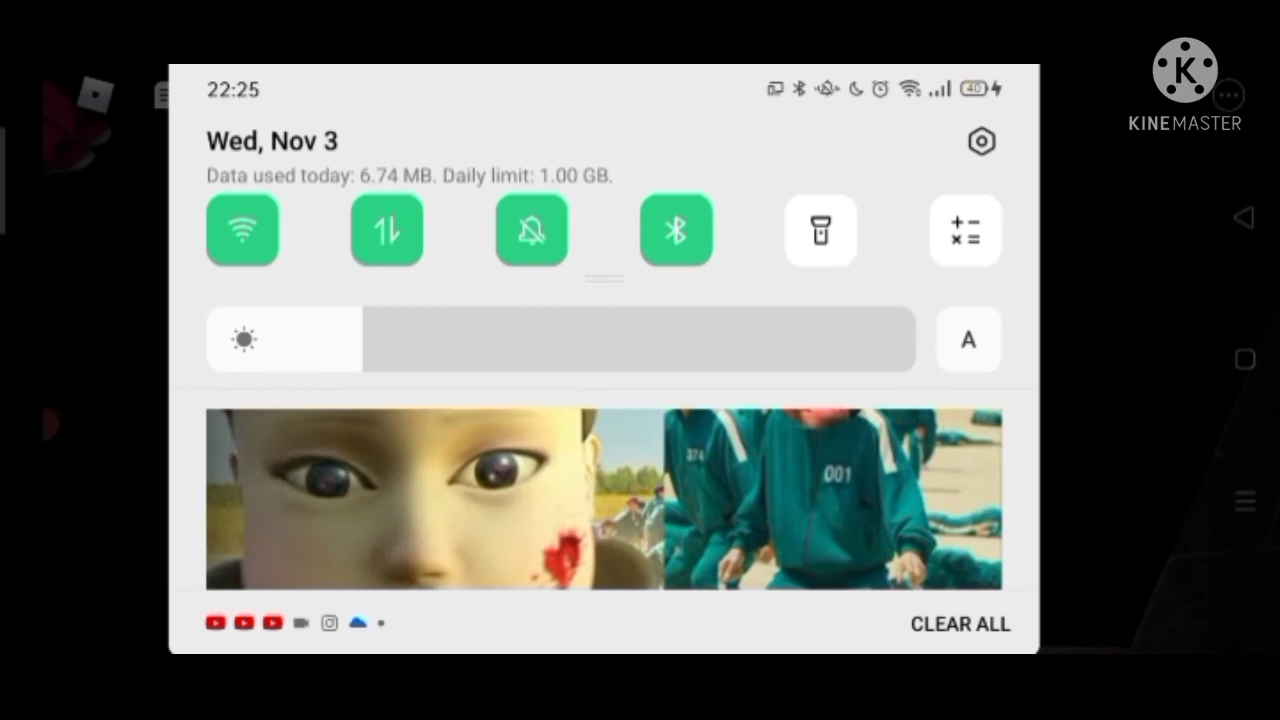 22:25
40
KINEMASTER
Wed, Nov 3
Data used today: 6.74 MB. Daily limit: 1.00 GB.
A
001
CLEAR ALL